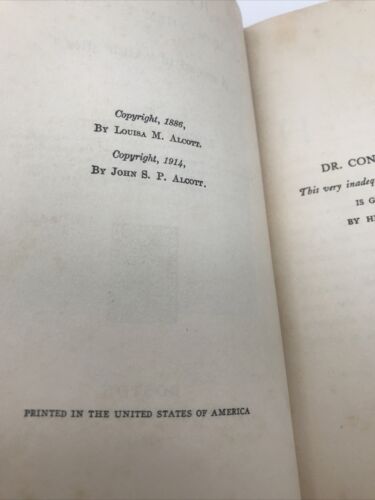 Copyright, 1886,
By Louisa M. Alcott.
Copyright, 1914,
By John S. P. Alcott.
PRINTED IN THE UNITED STATES OF AMERICA
DR. CON
This very inadeq
IS G
BY H